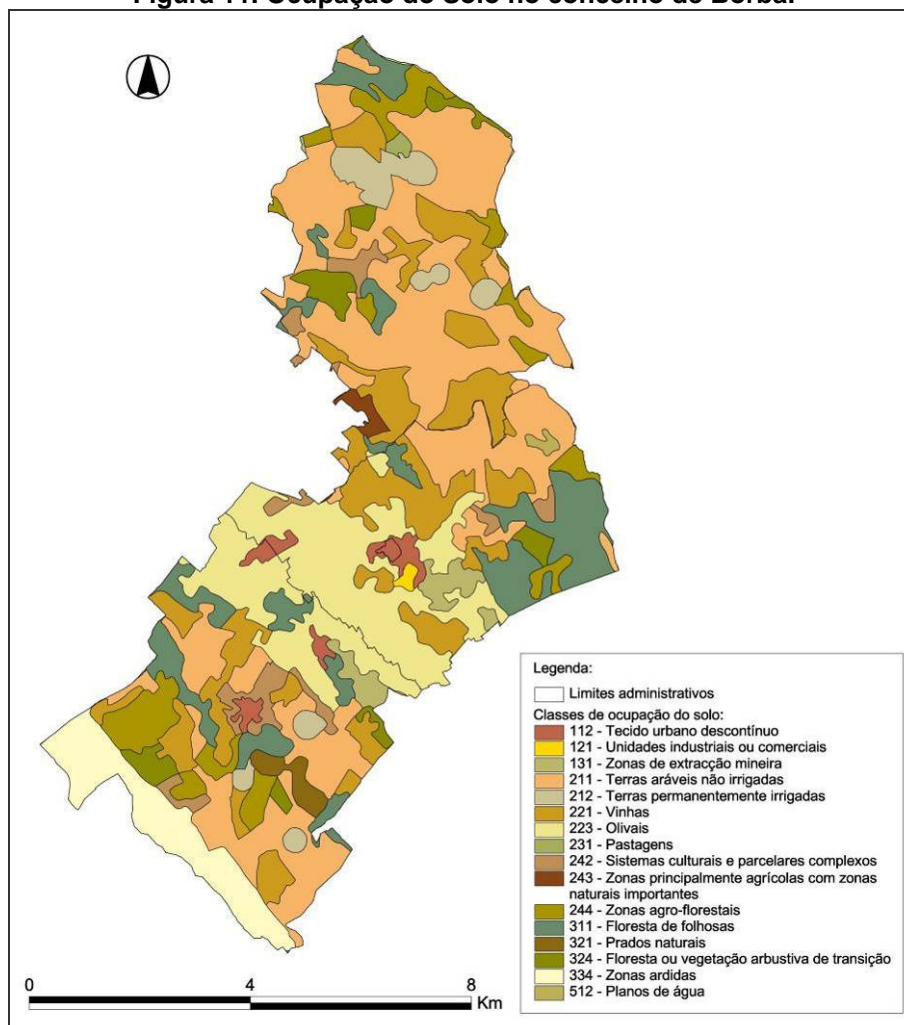 Figura 11. Ocupação do Solo no concelho de Borba.
Legenda:
Limites administrativos
Classes de ocupação do solo:
112 - Tecido urbano descontínuo
121 - Unidades industriais ou comerciais
131 - Zonas de extracção mineira
211 - Terras aráveis não irrigadas
212 - Terras permanentemente irrigadas
221 - Vinhas
223 - Olivais
231 - Pastagens
242 - Sistemas culturais e parcelares complexos
243 - Zonas principalmente agrícolas com zonas
naturais importantes
244 - Zonas agro-florestais
311 - Floresta de folhosas
321 - Prados naturais
324 - Floresta ou vegetação arbustiva de transição
334 - Zonas ardidas
512 - Planos de água
0 4 8
Km